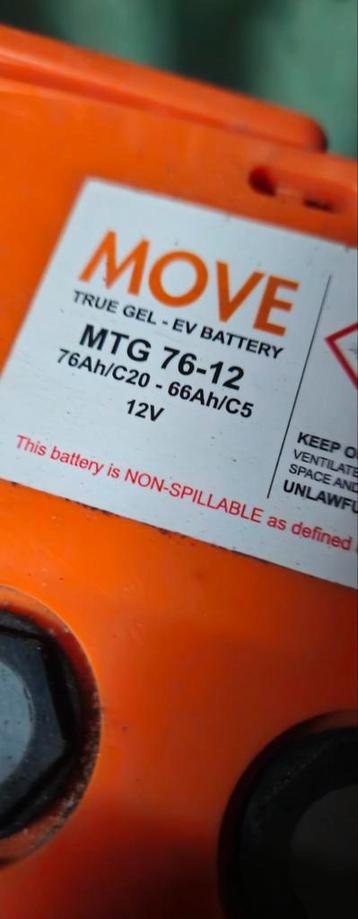 MOVE
TRUE GEL - EV BATTERY
MTG 76-12
76Ah/C20 - 66Ah/C5
12V
This battery is NON-SPILLABLE as defined
KEEP
VENTILATE
SPACE AND